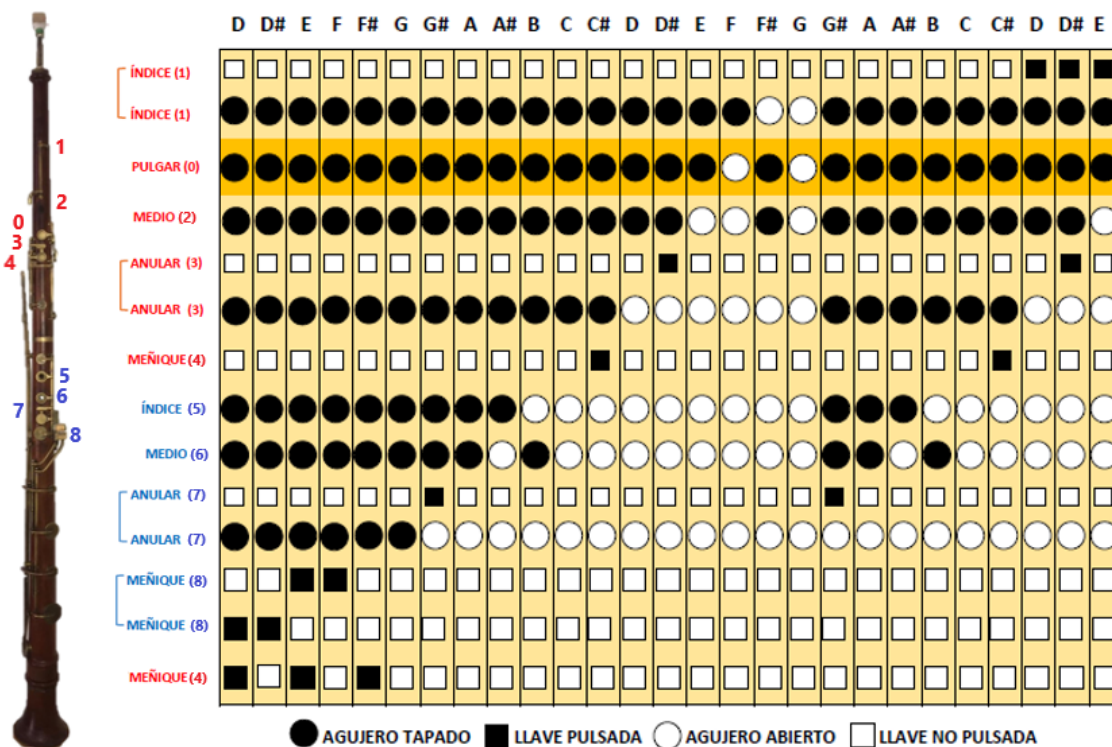 D D# E F F# G G# A A# B C C# D D# E F F# G G# A A# B C C# D D# E
ÍNDICE (1)
ÍNDICE (1)
1
PULGAR (0)
2
MEDIO (2)
0
3
4
ANULAR (3)
ANULAR (3)
MEÑIQUE (4)
5
6
7
8
ÍNDICE (5)
MEDIO (6)
ANULAR (7)
ANULAR (7)
MEÑIQUE (8)
MEÑIQUE (8)
MEÑIQUE (4)
AGUJERO TAPADO LLAVE PULSADA AGUJERO ABIERTO LLAVE NO PULSADA